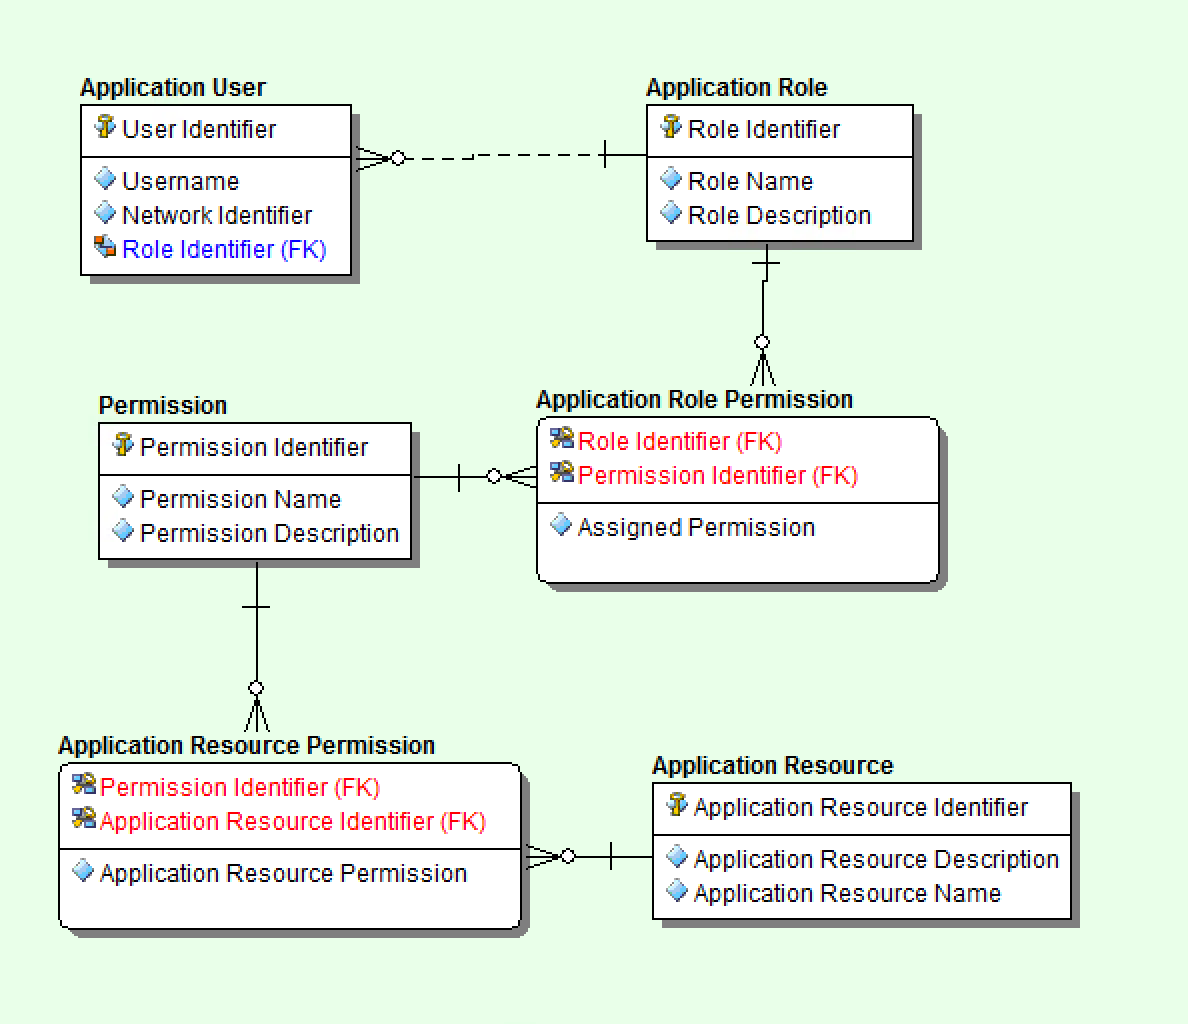 Application User
User Identifier
Username
Network Identifier
Role Identifier (FK)
Application Role
Role Identifier
Role Name
Role Description
Permission
Permission Identifier
Permission Name
Permission Description
Application Role Permission
Role Identifier (FK)
Permission Identifier (FK)
Assigned Permission
Application Resource Permission
Permission Identifier (FK)
Application Resource Identifier (FK)
Application Resource Permission
Application Resource
Application Resource Identifier
Application Resource Description
Application Resource Name